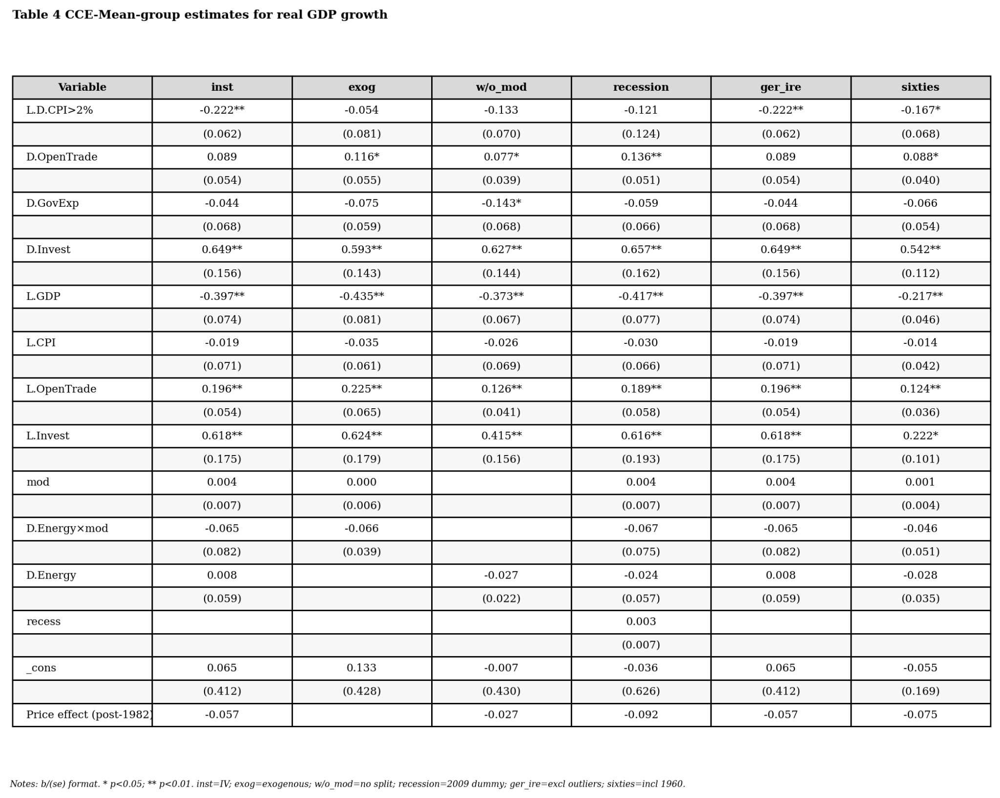 Table 4 CCE-Mean-group estimates for real GDP growth
Variable inst exog w/o_mod recession ger_ire sixties
L.D.CPI>2% -0.222** -0.054 -0.133 -0.121 -0.222** -0.167*
(0.062) (0.081) (0.070) (0.124) (0.062) (0.068)
D.OpenTrade 0.089 0.116* 0.077* 0.136** 0.089 0.088*
(0.054) (0.055) (0.039) (0.051) (0.054) (0.040)
D.GovExp -0.044 -0.075 -0.143* -0.059 -0.044 -0.066
(0.068) (0.059) (0.068) (0.066) (0.068) (0.054)
D.Invest 0.649** 0.593** 0.627** 0.657** 0.649** 0.542**
(0.156) (0.143) (0.144) (0.162) (0.156) (0.112)
L.GDP -0.397** -0.435** -0.373** -0.417** -0.397** -0.217**
(0.074) (0.081) (0.067) (0.077) (0.074) (0.046)
L.CPI -0.019 -0.035 -0.026 -0.030 -0.019 -0.014
(0.071) (0.061) (0.069) (0.066) (0.071) (0.042)
L.OpenTrade 0.196** 0.225** 0.126** 0.189** 0.196** 0.124**
(0.054) (0.065) (0.041) (0.058) (0.054) (0.036)
L.Invest 0.618** 0.624** 0.415** 0.616** 0.618** 0.222*
(0.175) (0.179) (0.156) (0.193) (0.175) (0.101)
mod 0.004 0.000 0.004 0.004 0.001
(0.007) (0.006) (0.007) (0.007) (0.004)
D.Energy×mod -0.065 -0.066 -0.067 -0.065 -0.046
(0.082) (0.039) (0.075) (0.082) (0.051)
D.Energy 0.008 -0.027 -0.024 0.008 -0.028
(0.059) (0.022) (0.057) (0.059) (0.035)
recess 0.003
(0.007)
_cons 0.065 0.133 -0.007 -0.036 0.065 -0.055
(0.412) (0.428) (0.430) (0.626) (0.412) (0.169)
Price effect (post-1982) -0.057 -0.027 -0.092 -0.057 -0.075
Notes: b/(se) format. * p<0.05; ** p<0.01. inst=IV; exog=exogenous; w/o_mod=no split; recession=2009 dummy; ger_ire=excl outliers; sixties=incl 1960.